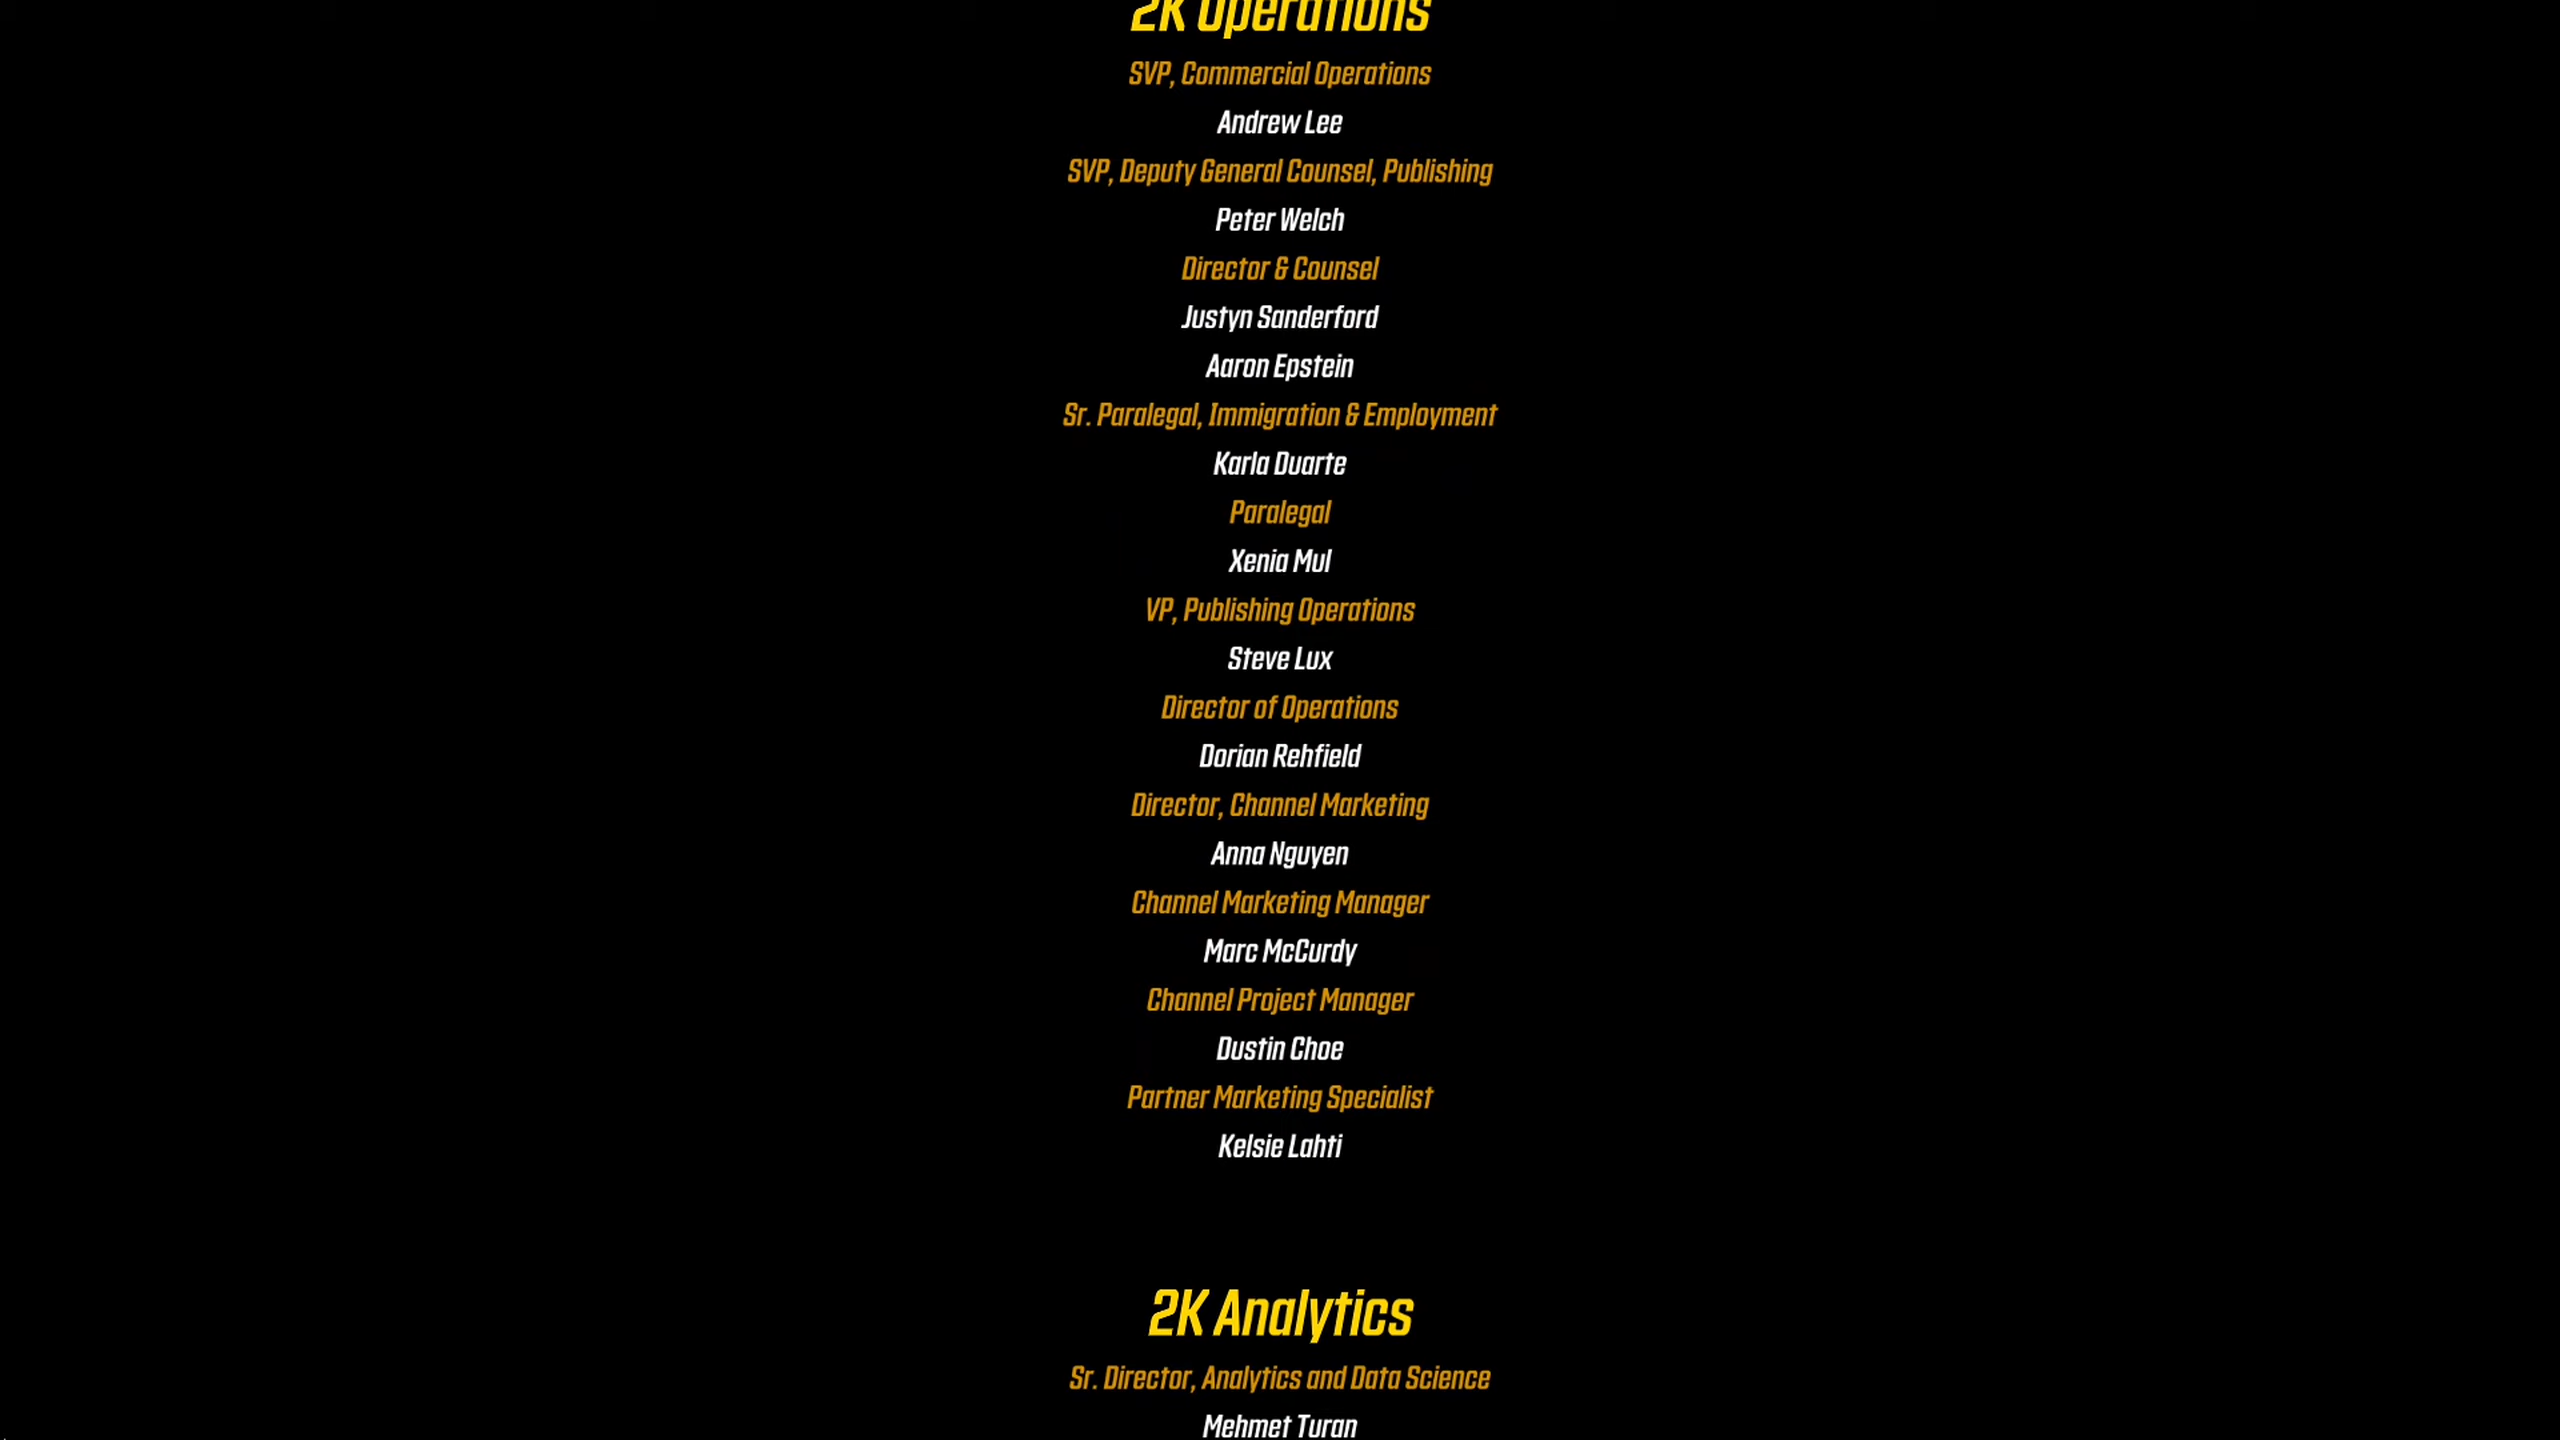 2K Operations
SVP, Commercial Operations
Andrew Lee
SVP, Deputy General Counsel, Publishing
Peter Welch
Director & Counsel
Justyn Sanderford
Aaron Epstein
Sr. Paralegal, Immigration & Employment
Karla Duarte
Paralegal
Xenia Mul
VP, Publishing Operations
Steve Lux
Director of Operations
Dorian Rehfield
Director, Channel Marketing
Anna Nguyen
Channel Marketing Manager
Marc McCurdy
Channel Project Manager
Dustin Choe
Partner Marketing Specialist
Kelsie Lahti
2K Analytics
Sr. Director, Analytics and Data Science
Mehmet Turan